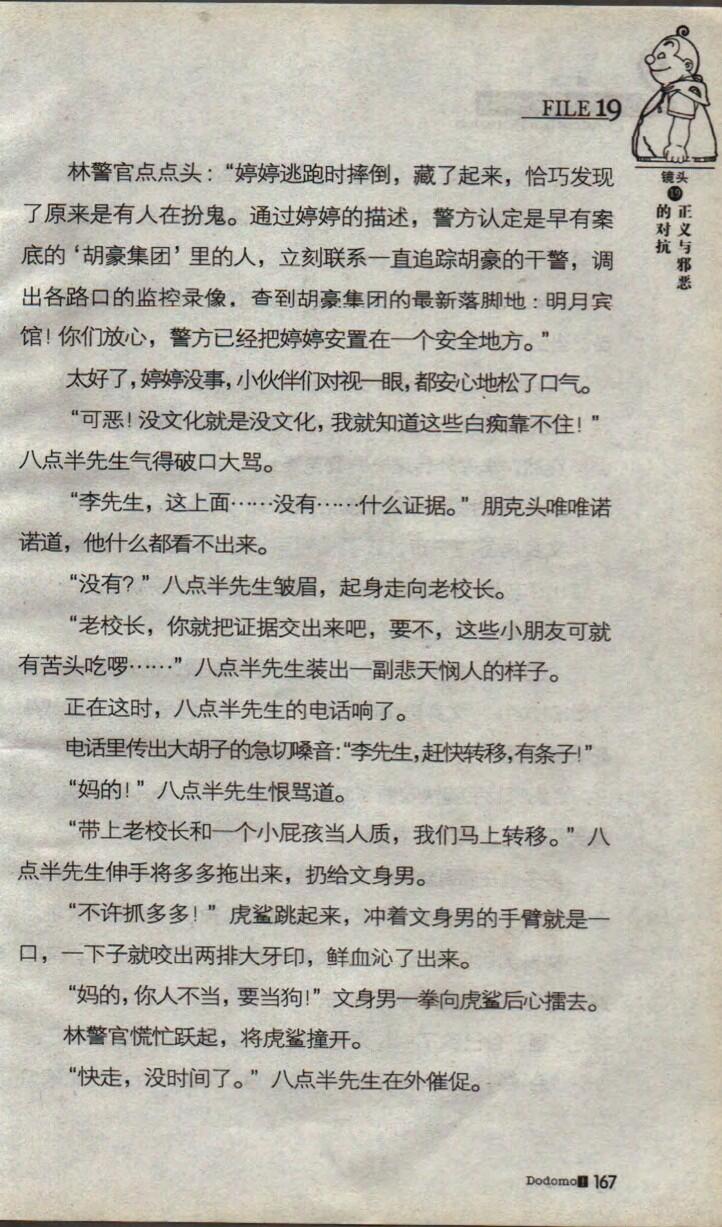 FILE 19
镜头
19
正义与邪恶
的对抗
林警官点点头：“婷婷逃跑时摔倒，藏了起来，恰巧发现
了原来是有人在扮鬼。通过婷婷的描述，警方认定是早有案
底的‘胡豪集团’里的人，立刻联系一直追踪胡豪的干警，调
出各路口的监控录像，查到胡豪集团的最新落脚地：明月宾
馆！你们放心，警方已经把婷婷安置在一个安全地方。”
太好了，婷婷没事，小伙伴们对视一眼，都安心地松了口气。
“可恶！没文化就是没文化，我就知道这些白痴靠不住！”
八点半先生气得破口大骂。
“李先生，这上面……没有……什么证据。”朋克头唯唯诺
诺道，他什么都看不出来。
“没有？”八点半先生皱眉，起身走向老校长。
“老校长，你就把证据交出来吧，要不，这些小朋友可就
有苦头吃啰……”八点半先生装出一副悲天悯人的样子。
正在这时，八点半先生的电话响了。
电话里传出大胡子的急切嗓音：“李先生，赶快转移，有条子！”
“妈的！”八点半先生恨骂道。
“带上老校长和一个小屁孩当人质，我们马上转移。”八
点半先生伸手将多多拖出来，扔给文身男。
“不许抓多多！”虎鲨跳起来，冲着文身男的手臂就是一
口，一下子就咬出两排大牙印，鲜血沁了出来。
“妈的，你人不当，要当狗！”文身男一拳向虎鲨后心擂去。
林警官慌忙跃起，将虎鲨撞开。
“快走，没时间了。”八点半先生在外催促。
Dodomo! 167